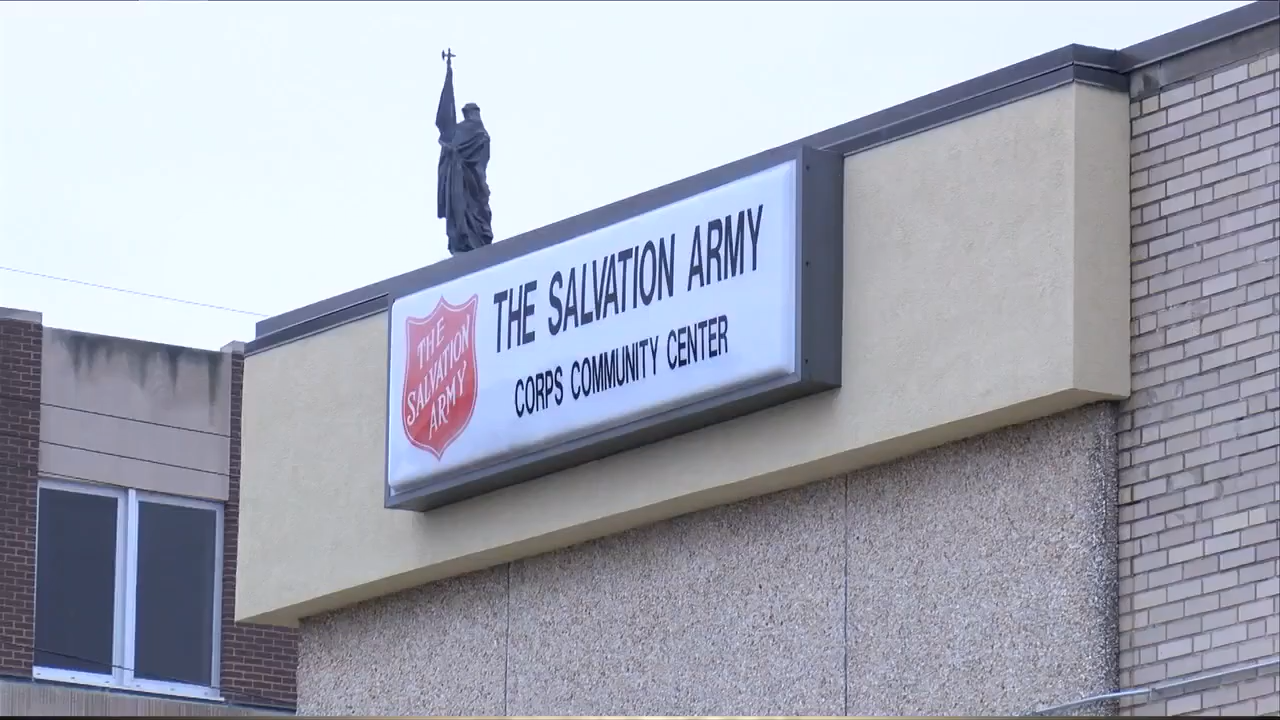 THE SALVATION ARMY
CORPS COMMUNITY CENTER
THE
SALVATION
ARMY